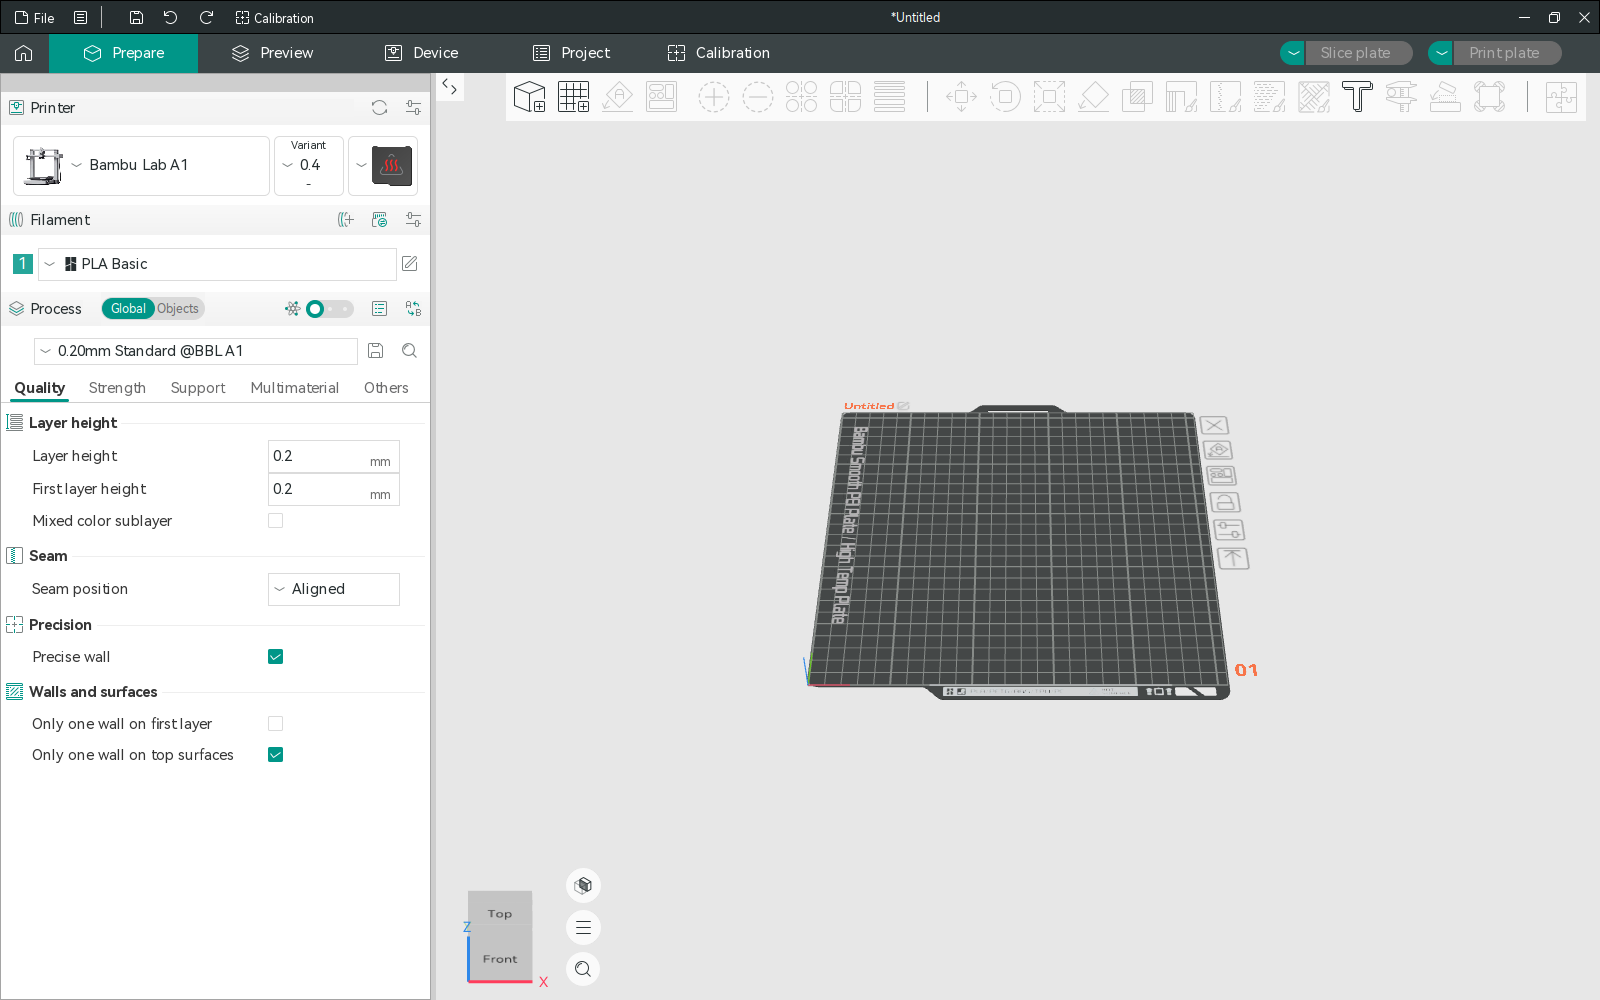 File
Calibration
*Untitled
Prepare
Preview
Device
Project
Calibration
Slice plate
Print plate
Printer
Bambu Lab A1
Variant
0.4
-
Filament
1
PLA Basic
Process
Global
Objects
0.20mm Standard @BBL A1
Quality
Strength
Support
Multimaterial
Others
Layer height
Layer height
0.2
mm
First layer height
0.2
mm
Mixed color sublayer
Seam
Seam position
Aligned
Precision
Precise wall
Walls and surfaces
Only one wall on first layer
Only one wall on top surfaces
Untitled
Bambu Smooth PEI Plate / High Temp Plate
01
Top
Front
Z
X